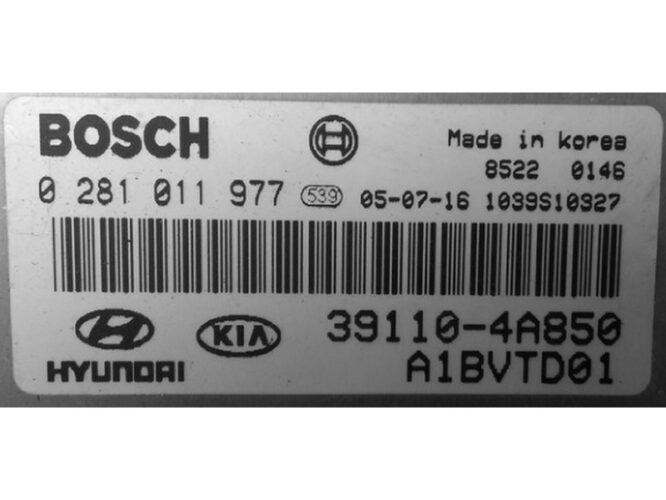 BOSCH
Made in korea
8522 0146
0 281 011 977 539 05-07-16 1039S10327
HYUNDAI
KIA
39110-4A850
A1BVTD01